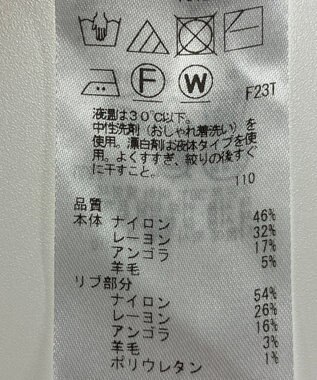 F
W
F23T
液温は30℃以下。
中性洗剤（おしゃれ着洗い）を
使用。漂白剤は液体タイプを使
用。よくすすぎ、絞りの後すぐ
に干すこと。
110
品質
本体 ナイロン 46%
レーヨン 32%
アンゴラ 17%
羊毛 5%
リブ部分
ナイロン 54%
レーヨン 26%
アンゴラ 16%
羊毛 3%
ポリウレタン 1%